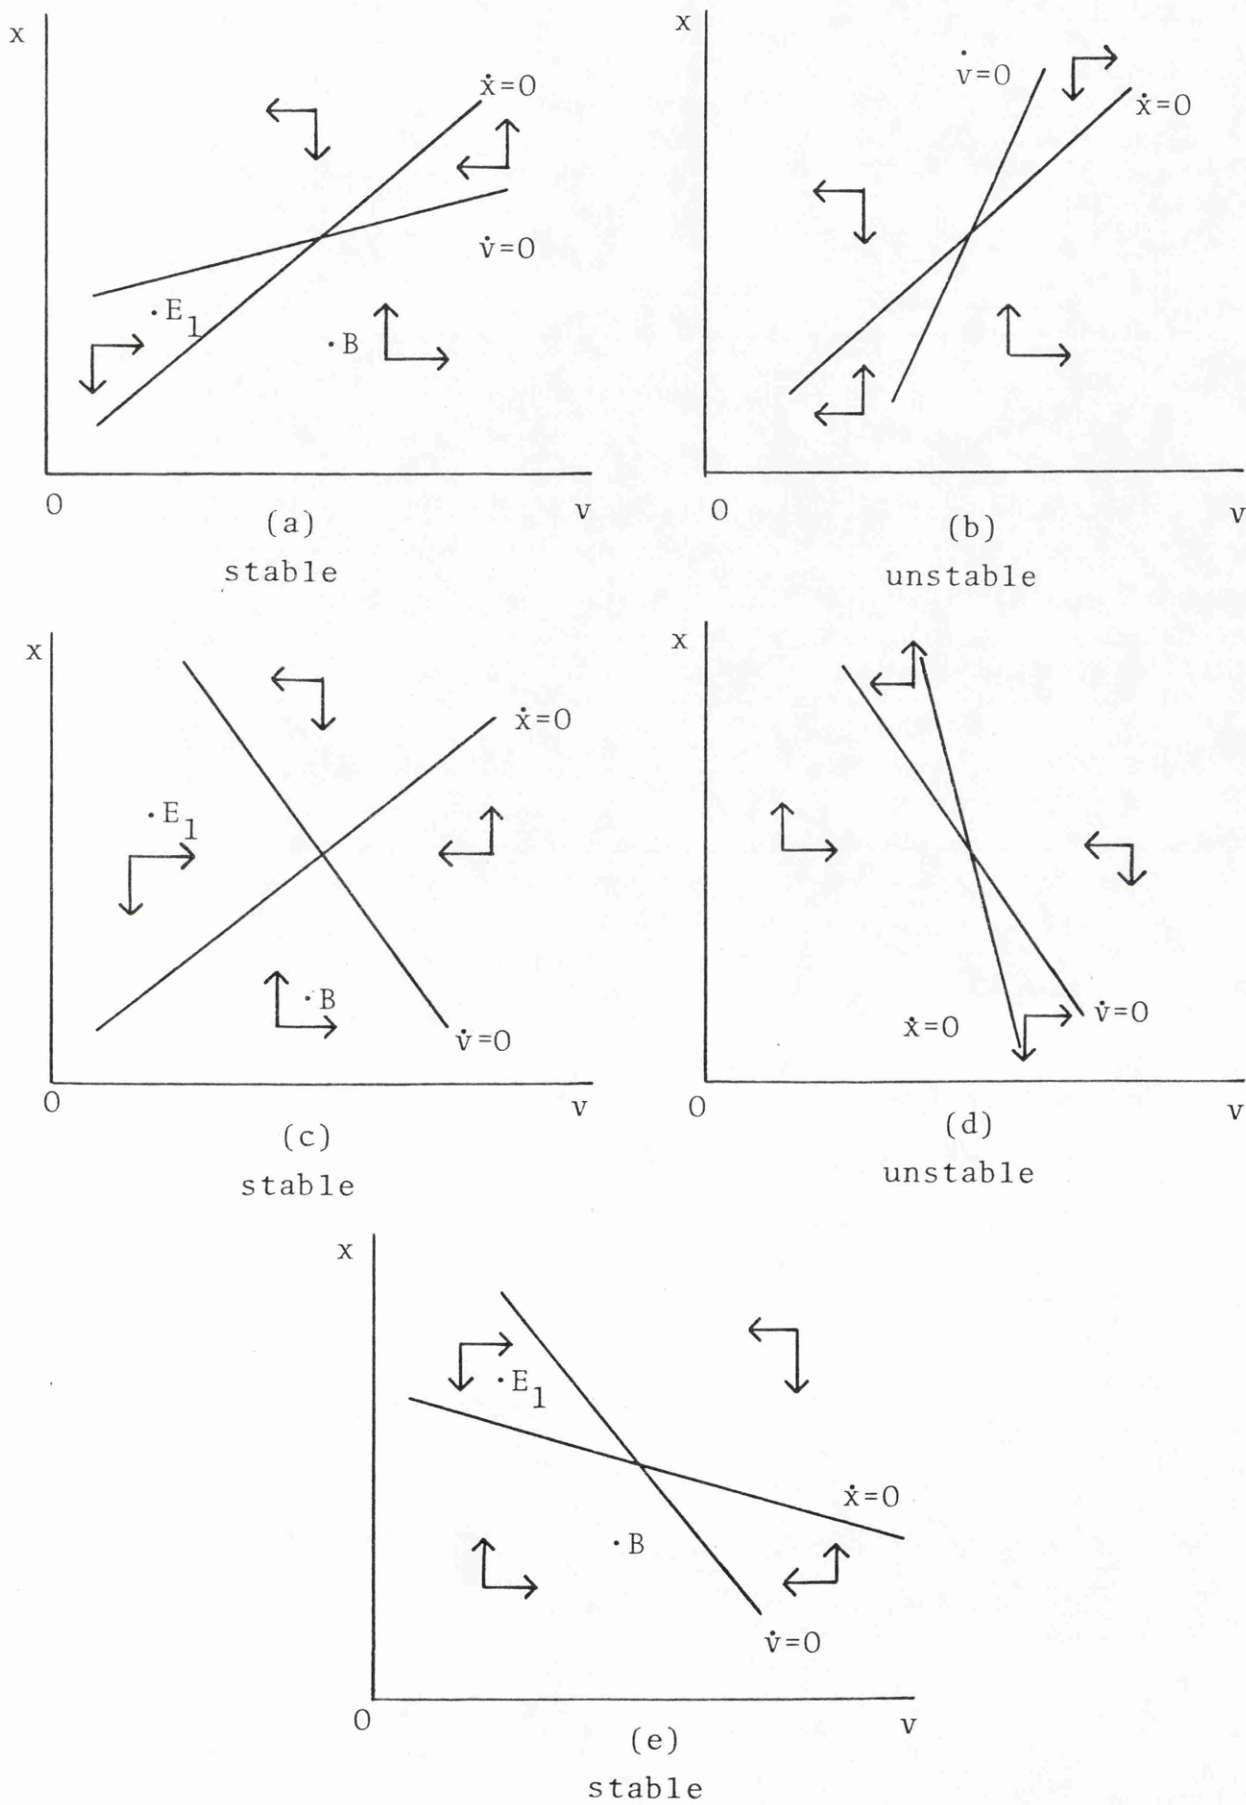 x
ẋ=0
v̇=0
·E₁
·B
0
v
(a)
stable
x
v̇=0
ẋ=0
0
v
(b)
unstable
x
ẋ=0
·E₁
·B
v̇=0
0
v
(c)
stable
x
ẋ=0
v̇=0
0
v
(d)
unstable
x
·E₁
ẋ=0
·B
v̇=0
0
v
(e)
stable